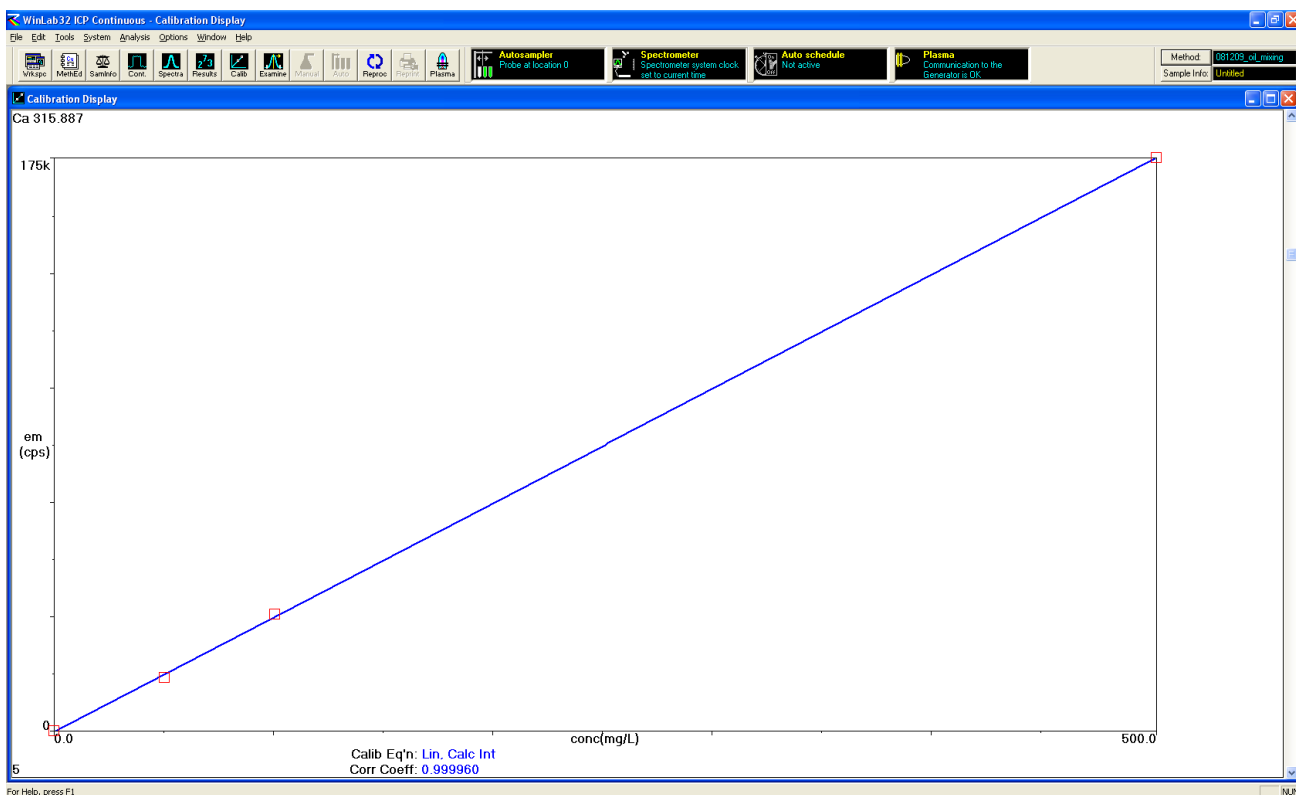 WinLab32 ICP Continuous - Calibration Display
File Edit Tools System Analysis Options Window Help
Wrkspc MethEd SamInfo Cont. Spectra Results Calib Examine Manual Auto Reproc Reprint Plasma
Autosampler
Probe at location 0
Spectrometer
Spectrometer system clock
set to current time
Auto schedule
Not active
Plasma
Communication to the
Generator is OK
Method: 081209_oil_mixing
Sample Info: Untitled
Calibration Display
Ca 315.887
175k
em
(cps)
0
0.0
conc(mg/L)
500.0
Calib Eq'n: Lin, Calc Int
5
Corr Coeff: 0.999960
For Help, press F1
NUM